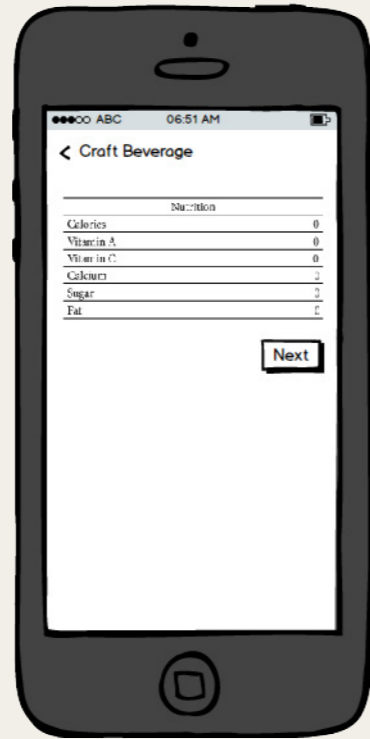 ABC 06:51 AM
Craft Beverage
Nutrition
Calories 0
Vitamin A 0
Vitamin C 0
Calcium
Sugar
Fat
Next